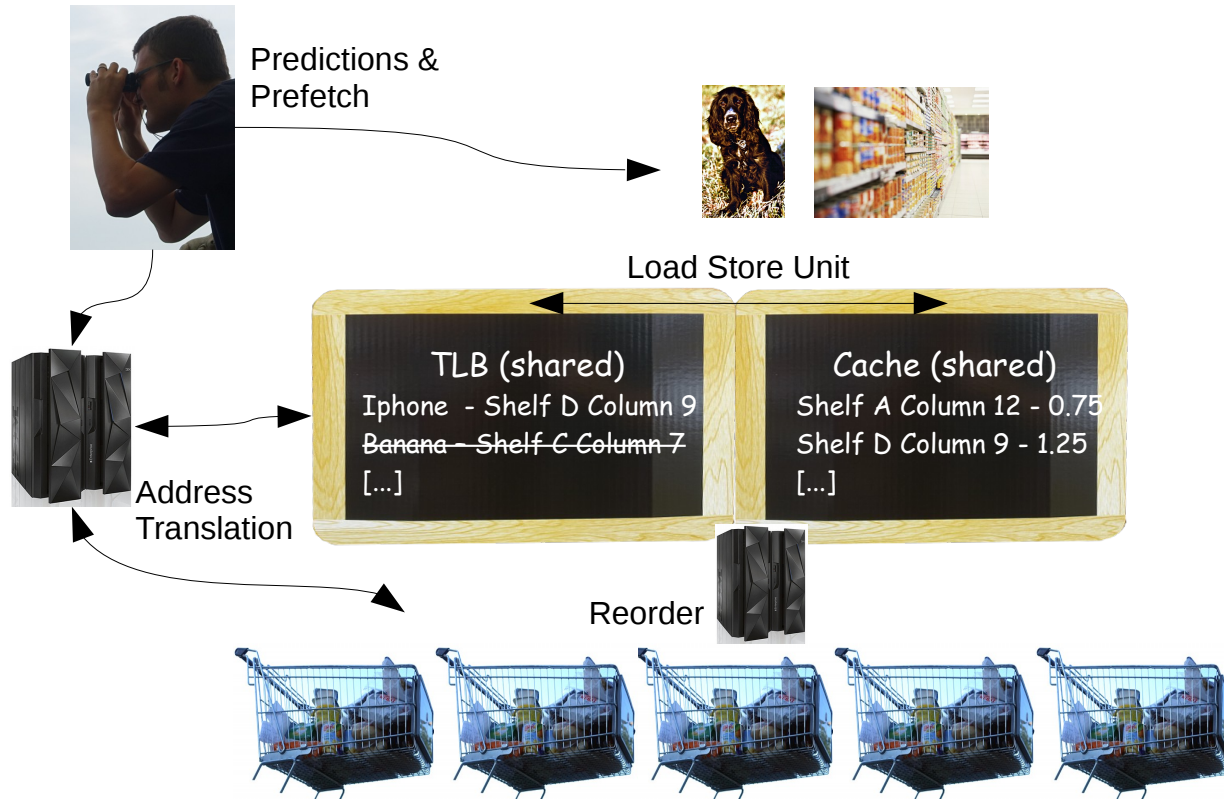 Predictions &
Prefetch
Load Store Unit
TLB (shared)
Iphone - Shelf D Column 9
Banana - Shelf C Column 7
[...]
Cache (shared)
Shelf A Column 12 - 0.75
Shelf D Column 9 - 1.25
[...]
Address
Translation
Reorder